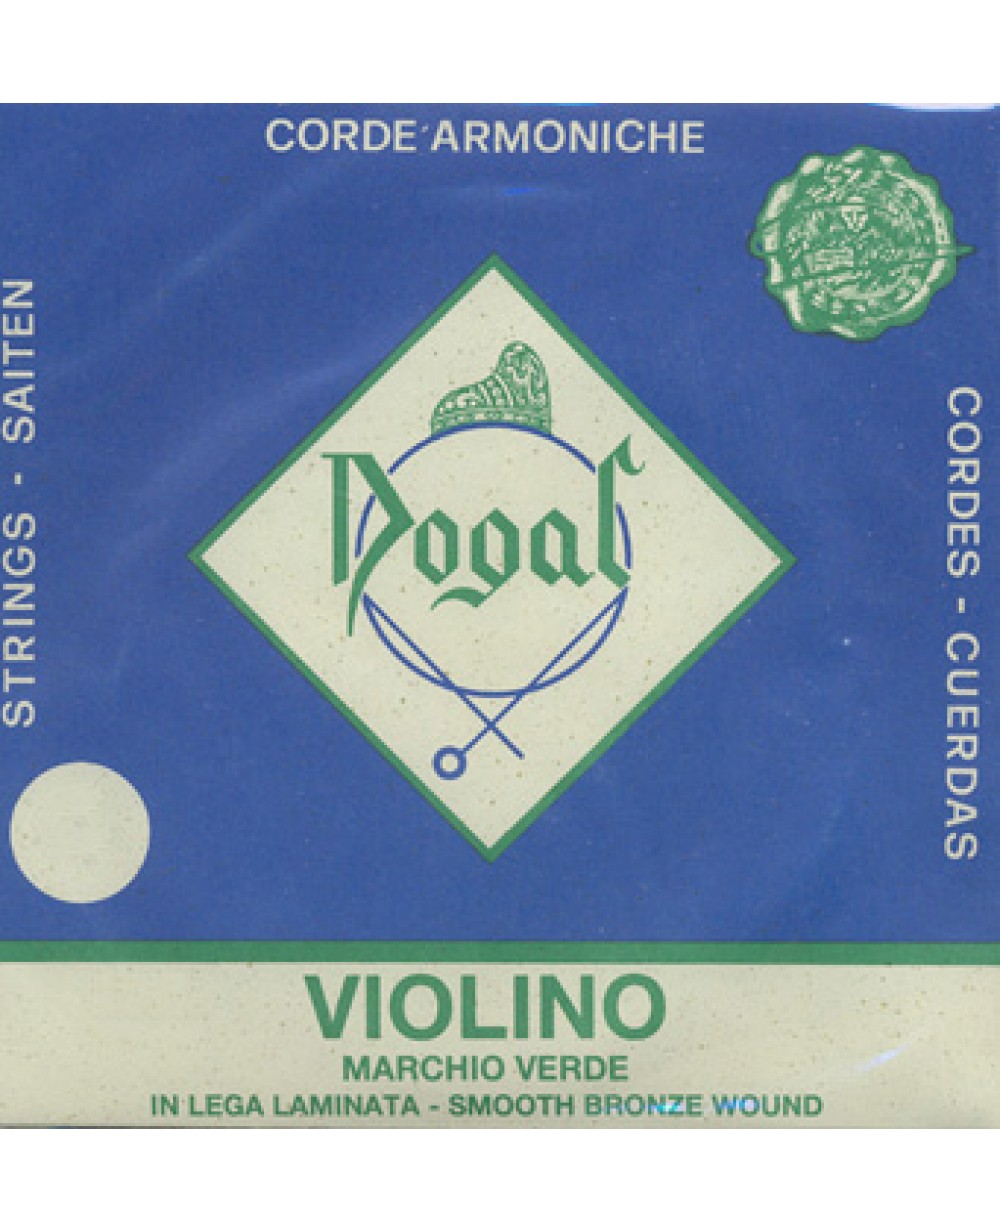 CORDE ARMONICHE
STRINGS - SAITEN
Dogal
CORDES - CUERDAS
VIOLINO
MARCHIO VERDE
IN LEGA LAMINATA - SMOOTH BRONZE WOUND